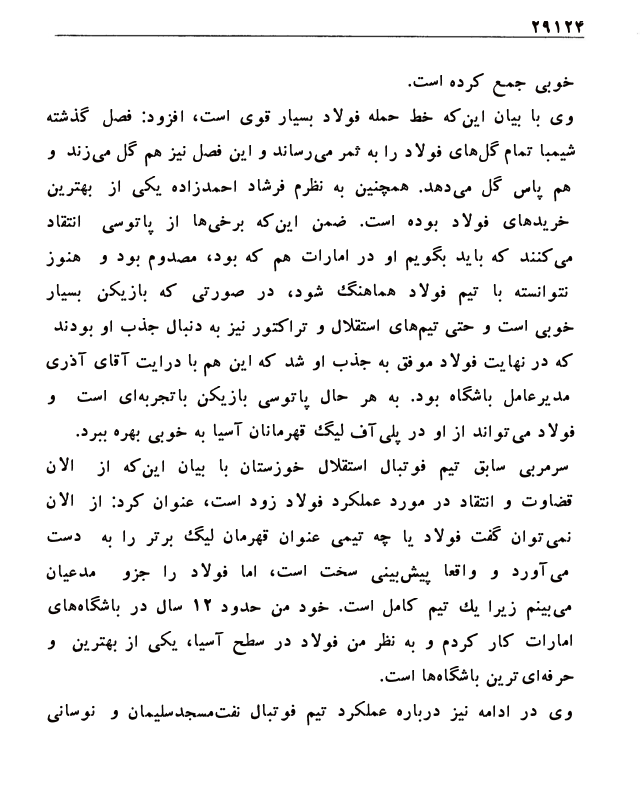 ۲۹۱۲۴
خوبی جمع کرده است.
وی با بیان این‌که خط حمله فولاد بسیار قوی است، افزود: فصل گذشته
شیمبا تمام گل‌های فولاد را به ثمر می‌رساند و این فصل نیز هم گل می‌زند و
هم پاس گل می‌دهد. همچنین به نظرم فرشاد احمدزاده یکی از بهترین
خریدهای فولاد بوده است. ضمن این‌که برخی‌ها از پاتوسی انتقاد
می‌کنند که باید بگویم او در امارات هم که بود، مصدوم بود و هنوز
نتوانسته با تیم فولاد هماهنگ شود، در صورتی که بازیکن بسیار
خوبی است و حتی تیم‌های استقلال و تراکتور نیز به دنبال جذب او بودند
که در نهایت فولاد موفق به جذب او شد که این هم با درایت آقای آذری
مدیرعامل باشگاه بود. به هر حال پاتوسی بازیکن باتجربه‌ای است و
فولاد می‌تواند از او در پلی‌آف لیگ قهرمانان آسیا به خوبی بهره ببرد.
سرمربی سابق تیم فوتبال استقلال خوزستان با بیان این‌که از الان
قضاوت و انتقاد در مورد عملکرد فولاد زود است، عنوان کرد: از الان
نمی‌توان گفت فولاد یا چه تیمی عنوان قهرمان لیگ برتر را به دست
می‌آورد و واقعا پیش‌بینی سخت است، اما فولاد را جزو مدعیان
می‌بینم زیرا یك تیم کامل است. خود من حدود ۱۲ سال در باشگاه‌های
امارات کار کردم و به نظر من فولاد در سطح آسیا، یکی از بهترین و
حرفه‌ای‌ترین باشگاه‌ها است.
وی در ادامه نیز درباره عملکرد تیم فوتبال نفت‌مسجدسلیمان و نوسانی